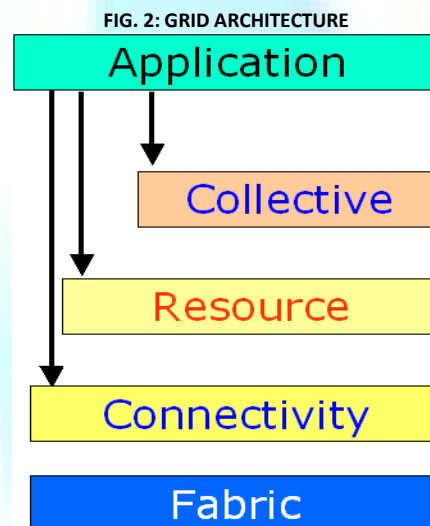 FIG. 2: GRID ARCHITECTURE
Application
Collective
Resource
Connectivity
Fabric